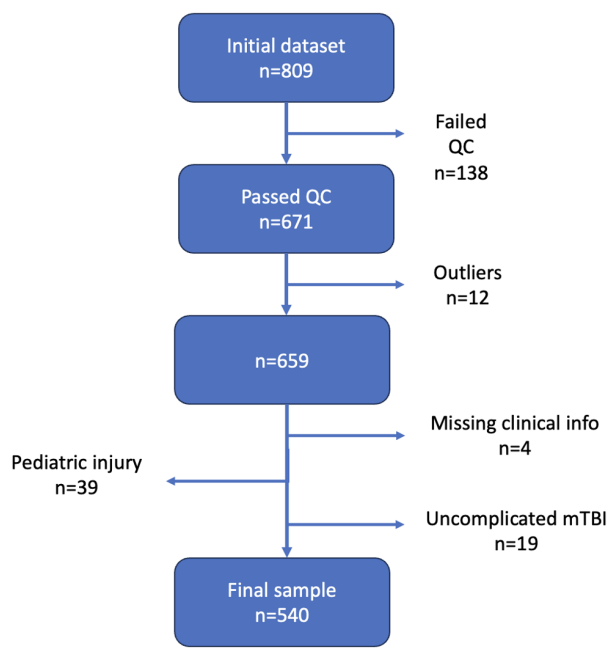 Initial dataset
n=809
Failed
QC
n=138
Passed QC
n=671
Outliers
n=12
n=659
Missing clinical info
n=4
Pediatric injury
n=39
Uncomplicated mTBI
n=19
Final sample
n=540